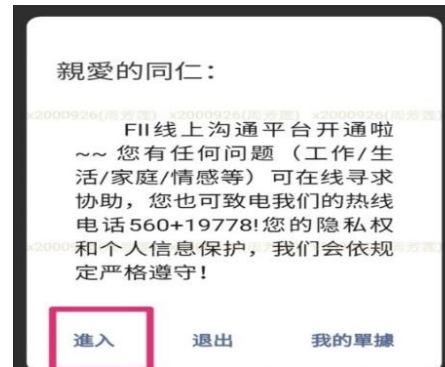 親愛的同仁：
FII线上沟通平台开通啦
~~ 您有任何问题（工作/生
活/家庭/情感等）可在线寻求
协助，您也可致电我们的热线
电话560+19778!您的隐私权
和个人信息保护，我们会依规
定严格遵守！
進入 退出 我的單據